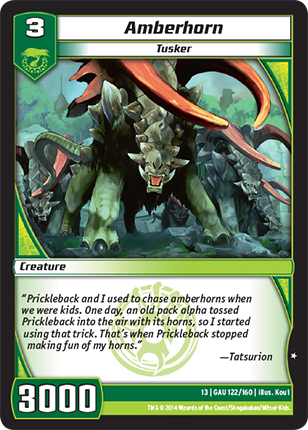 3
Amberhorn
Tusker
Creature
“Prickleback and I used to chase amberhorns when
we were kids. One day, an old pack alpha tossed
Prickleback into the air with its horns, so I started
using that trick. That’s when Prickleback stopped
making fun of my horns.”
—Tatsurion
3000
13 | GAU 122/160 | illus. Kou1
TM & © 2014 Wizards of the Coast/Shogakukan/Mitsui-Kids.